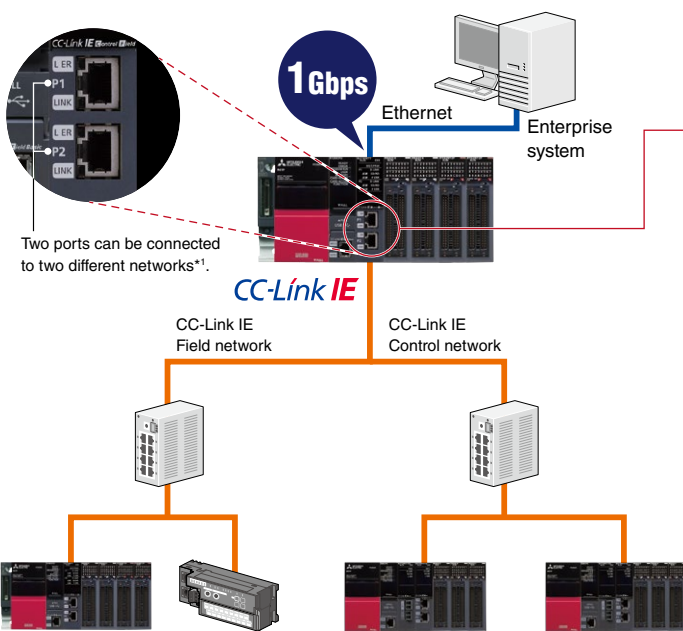 CC-Link IE Control Field
L ER
P1
LINK
L ER
P2
LINK
1Gbps
Ethernet
Enterprise
system
Two ports can be connected
to two different networks*1.
CC-Link IE
CC-Link IE
Field network
CC-Link IE
Control network